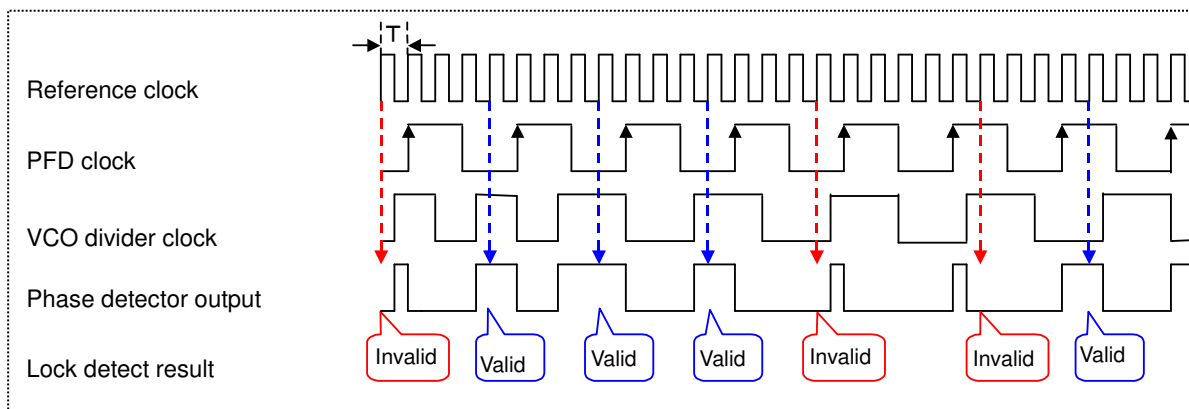 T
Reference clock
PFD clock
VCO divider clock
Phase detector output
Lock detect result
Invalid
Valid
Valid
Valid
Invalid
Invalid
Valid